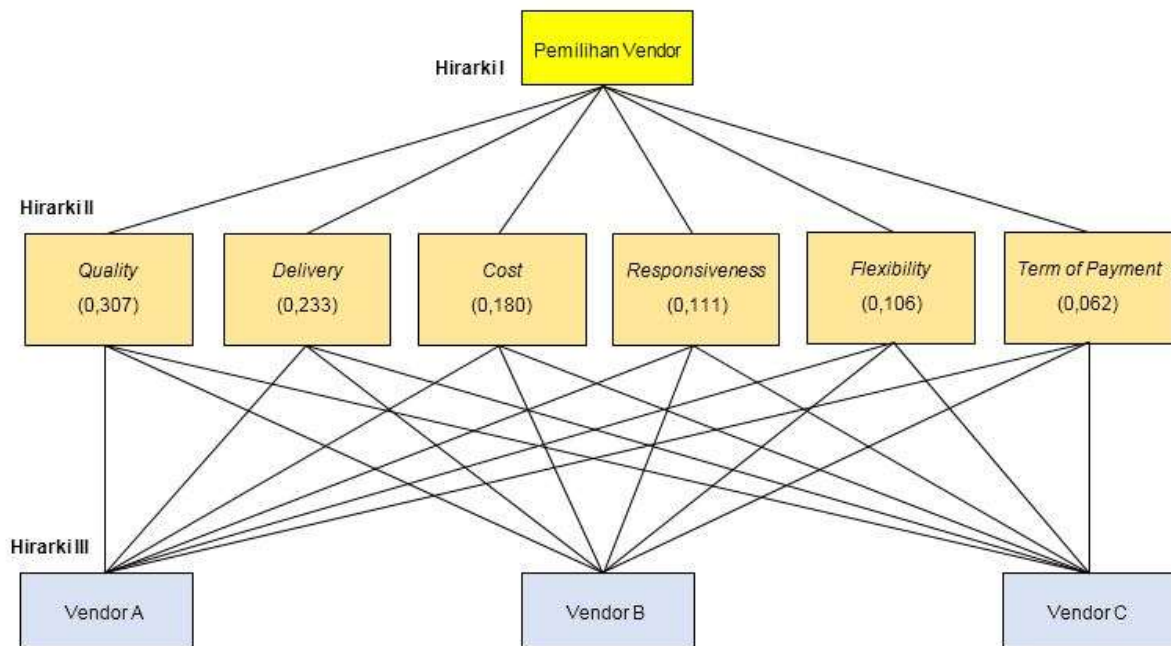 Pemilihan Vendor
Hirarki I
Hirarki II
Quality
(0,307)
Delivery
(0,233)
Cost
(0,180)
Responsiveness
(0,111)
Flexibility
(0,106)
Term of Payment
(0,062)
Hirarki III
Vendor A
Vendor B
Vendor C